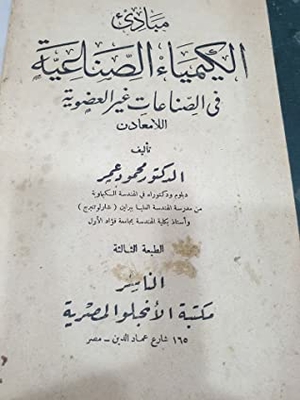 مبادئ
الكيمياء الصناعية
في الصناعات غير العضوية
اللامعادن
تأليف
الدكتور محمود عمر
دبلوم ودكتوراه في الهندسة الكيماوية
من مدرسة الهندسة العليا ببرلين (شارلوتنبرج)
وأستاذ بكلية الهندسة بجامعة فؤاد الأول
الطبعة الثالثة
الناشر
مكتبة الأنجلو المصرية
١٦٥ شارع عماد الدين - مصر